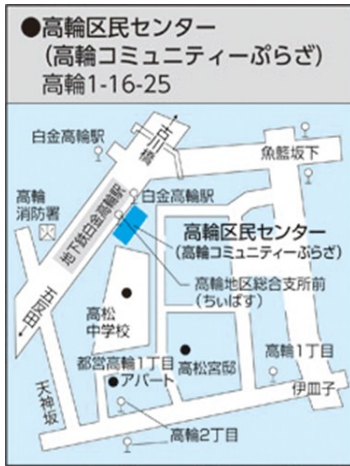 ●高輪区民センター
(高輪コミュニティーぷらざ)
高輪1-16-25
古川橋
白金高輪駅
魚籃坂下
高輪
消防署
白金高輪駅
地下鉄白金高輪駅
高輪区民センター
(高輪コミュニティーぷらざ)
高輪地区総合支所前
(ちぃばす)
五反田
高松
中学校
都営高輪1丁目
アパート
高松宮邸
高輪1丁目
天神坂
伊皿子
高輪2丁目